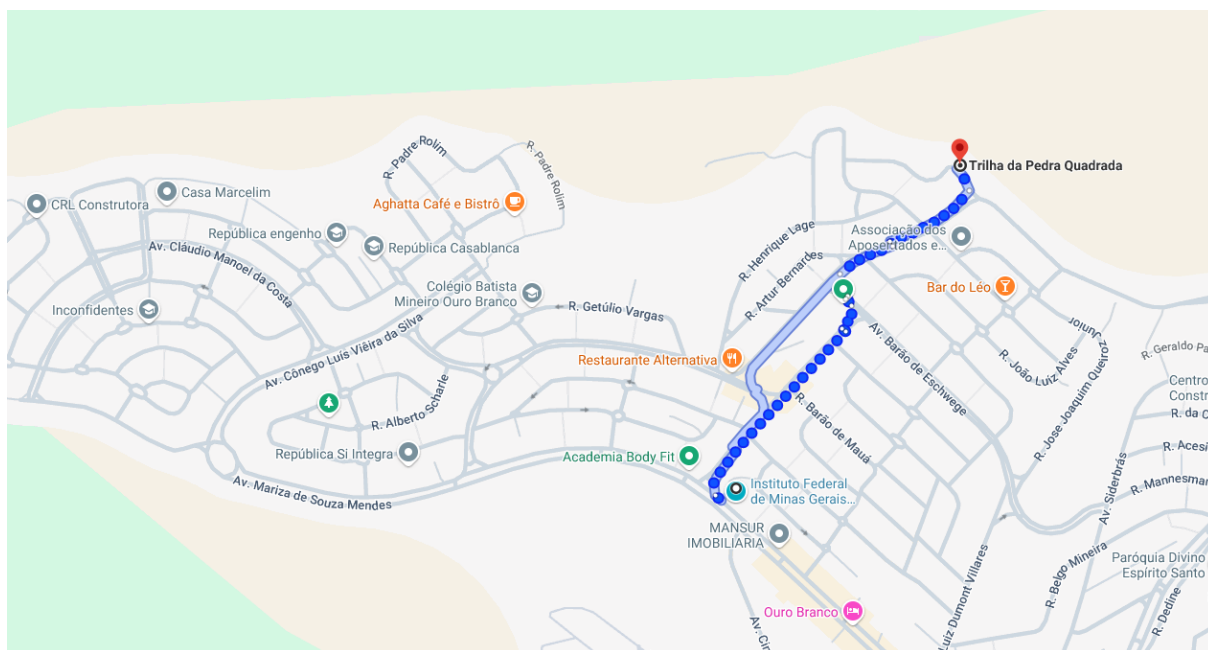 R. Padre Rolim
R. Padre Rolim
Trilha da Pedra Quadrada
CRL Construtora
Casa Marcelim
Aghatta Café e Bistrô
República engenho
República Casablanca
Av. Cláudio Manoel da Costa
R. Henrique Lage
Associação dos
Aposentados e...
R. Artur Bernardes
Colégio Batista
Mineiro Ouro Branco
Bar do Léo
Inconfidentes
R. Getúlio Vargas
Av. Cônego Luís Viêira da Silva
Av. Barão de Eschwege
Junior
R. João Luiz Alves
R. Jose Joaquim Queiroz
R. Geraldo Pa
Restaurante Alternativa
R. Alberto Scharle
R. Barão de Mauá
Centro
Constr
R. da C
R. Acesi
República Si Integra
Academia Body Fit
Av. Mariza de Souza Mendes
Instituto Federal
de Minas Gerais...
Av. Siderbrás
R. Mannesmar
MANSUR
IMOBILIARIA
R. Belgo Mineira
Paróquia Divino
Espírito Santo
Luiz Dumont Villares
R. Dedine
Ouro Branco
Av. Cir